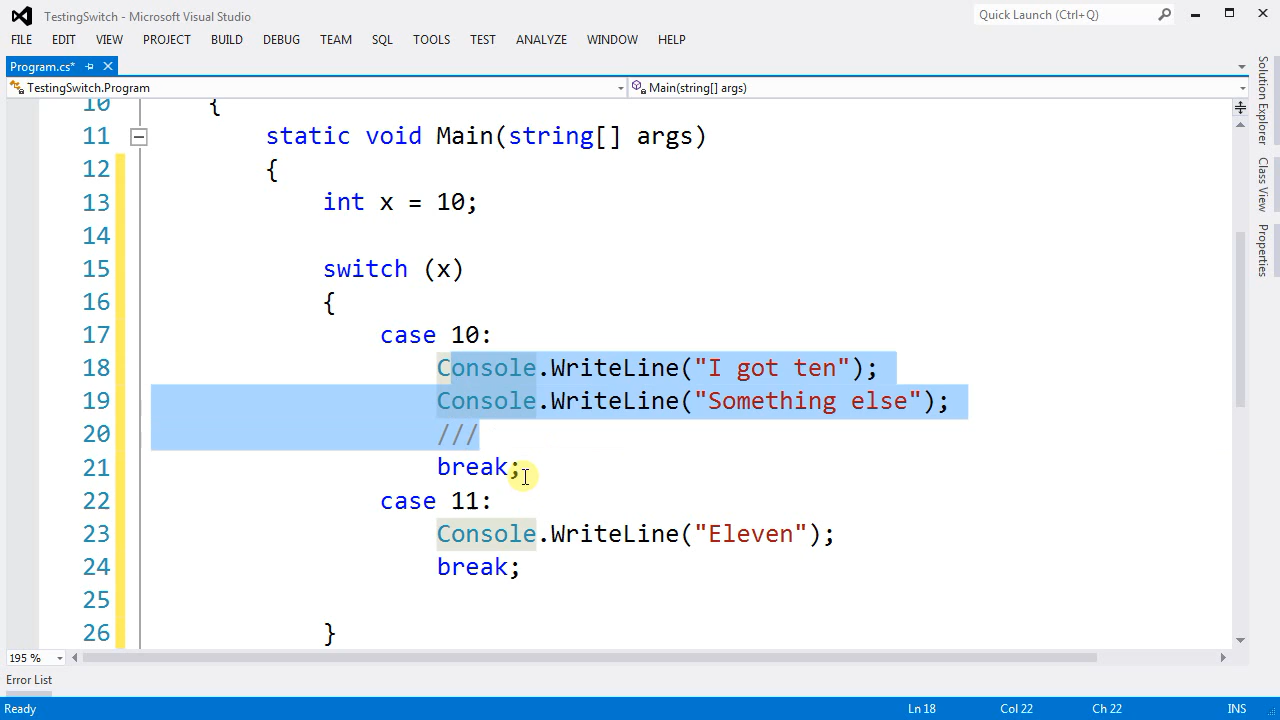 TestingSwitch - Microsoft Visual Studio
Quick Launch (Ctrl+Q)
FILE EDIT VIEW PROJECT BUILD DEBUG TEAM SQL TOOLS TEST ANALYZE WINDOW HELP
Program.cs*
TestingSwitch.Program
Main(string[] args)
10 {
11 static void Main(string[] args)
12 {
13 int x = 10;
14
15 switch (x)
16 {
17 case 10:
18 Console.WriteLine("I got ten");
19 Console.WriteLine("Something else");
20 ///
21 break;
22 case 11:
23 Console.WriteLine("Eleven");
24 break;
25
26 }
195 %
Error List
Ready
Ln 18
Col 22
Ch 22
INS
Solution Explorer
Class View
Properties